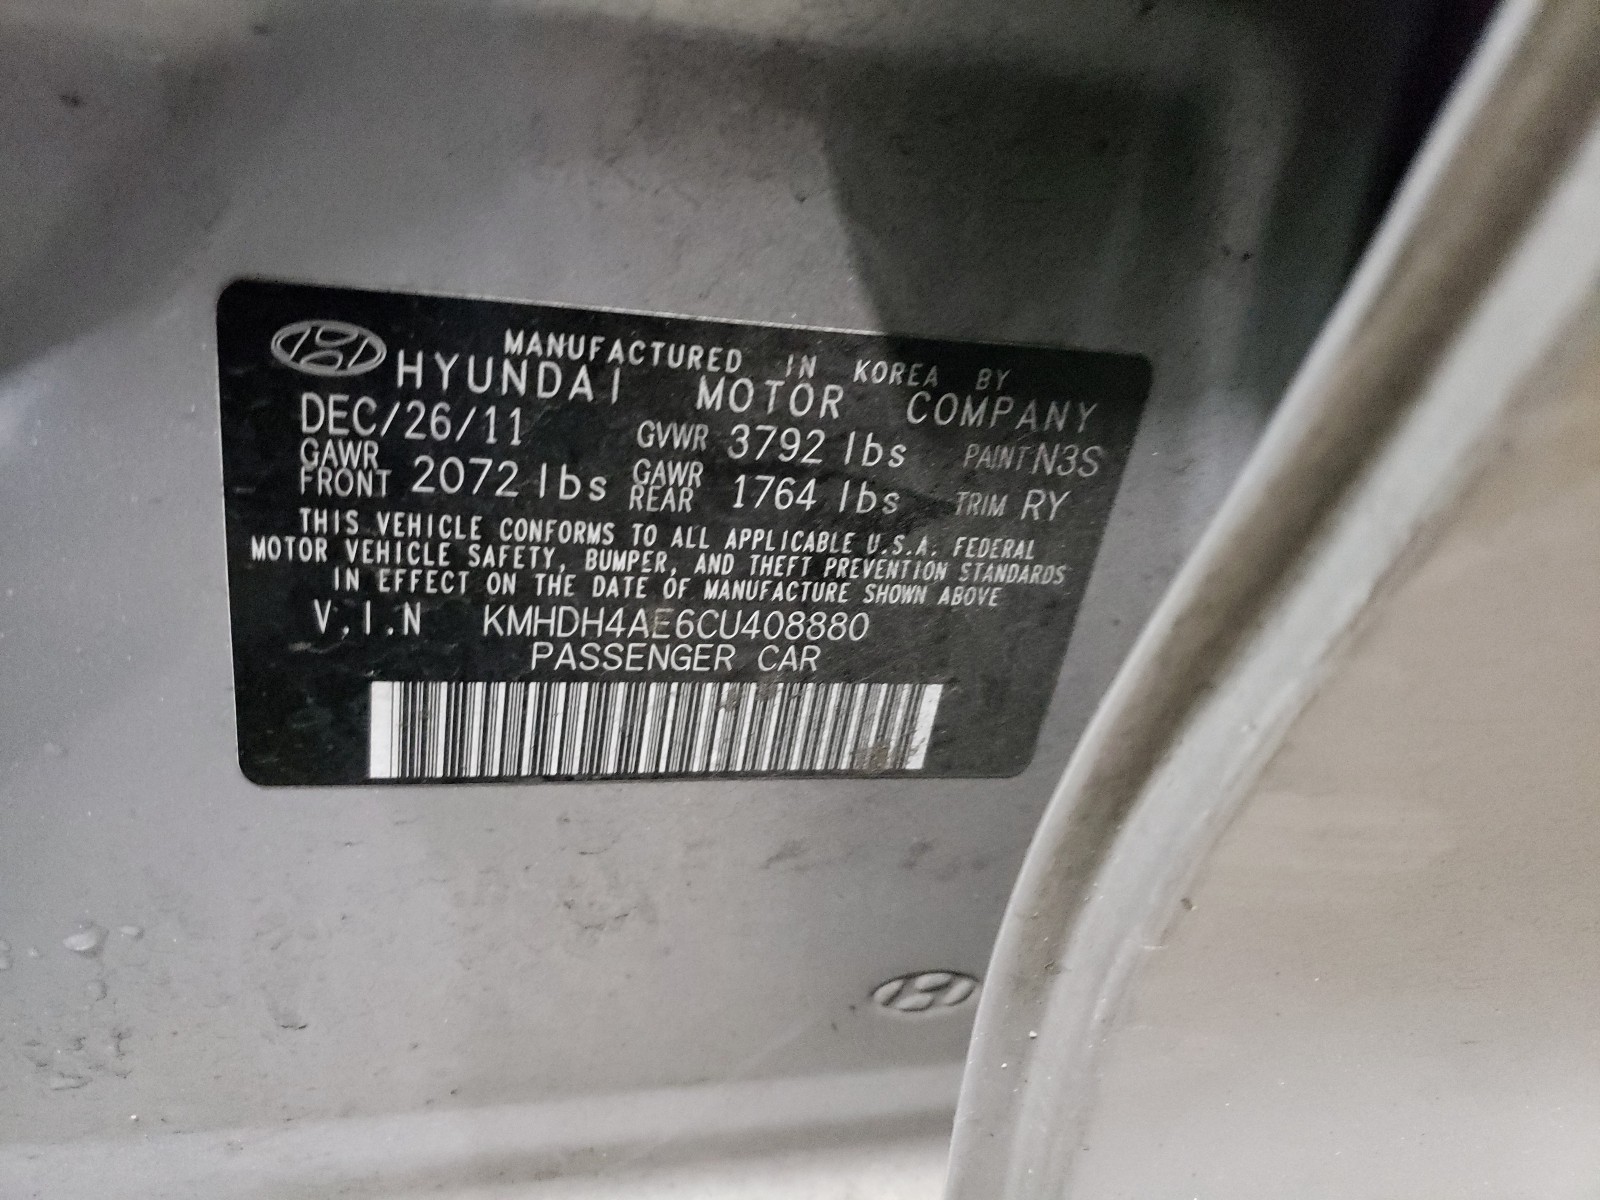 MANUFACTURED IN KOREA BY
HYUNDAI MOTOR COMPANY
DEC/26/11 GVWR 3792 lbs PAINT N3S
GAWR FRONT 2072 lbs GAWR REAR 1764 lbs TRIM RY
THIS VEHICLE CONFORMS TO ALL APPLICABLE U.S.A. FEDERAL
MOTOR VEHICLE SAFETY, BUMPER, AND THEFT PREVENTION STANDARDS
IN EFFECT ON THE DATE OF MANUFACTURE SHOWN ABOVE
V.I.N KMHDH4AE6CU408880
PASSENGER CAR